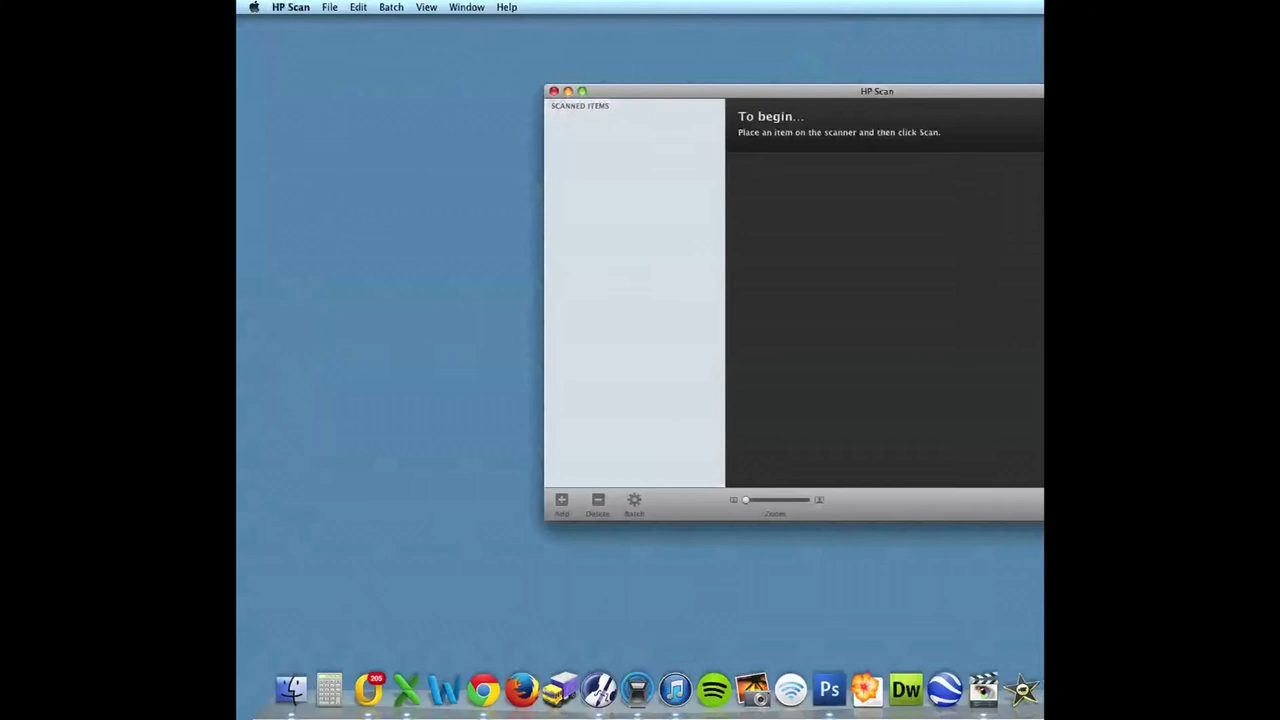 HP Scan File Edit Batch View Window Help
HP Scan
SCANNED ITEMS
To begin...
Place an item on the scanner and then click Scan.
Add Delete Batch Zoom
205
Ps
Dw